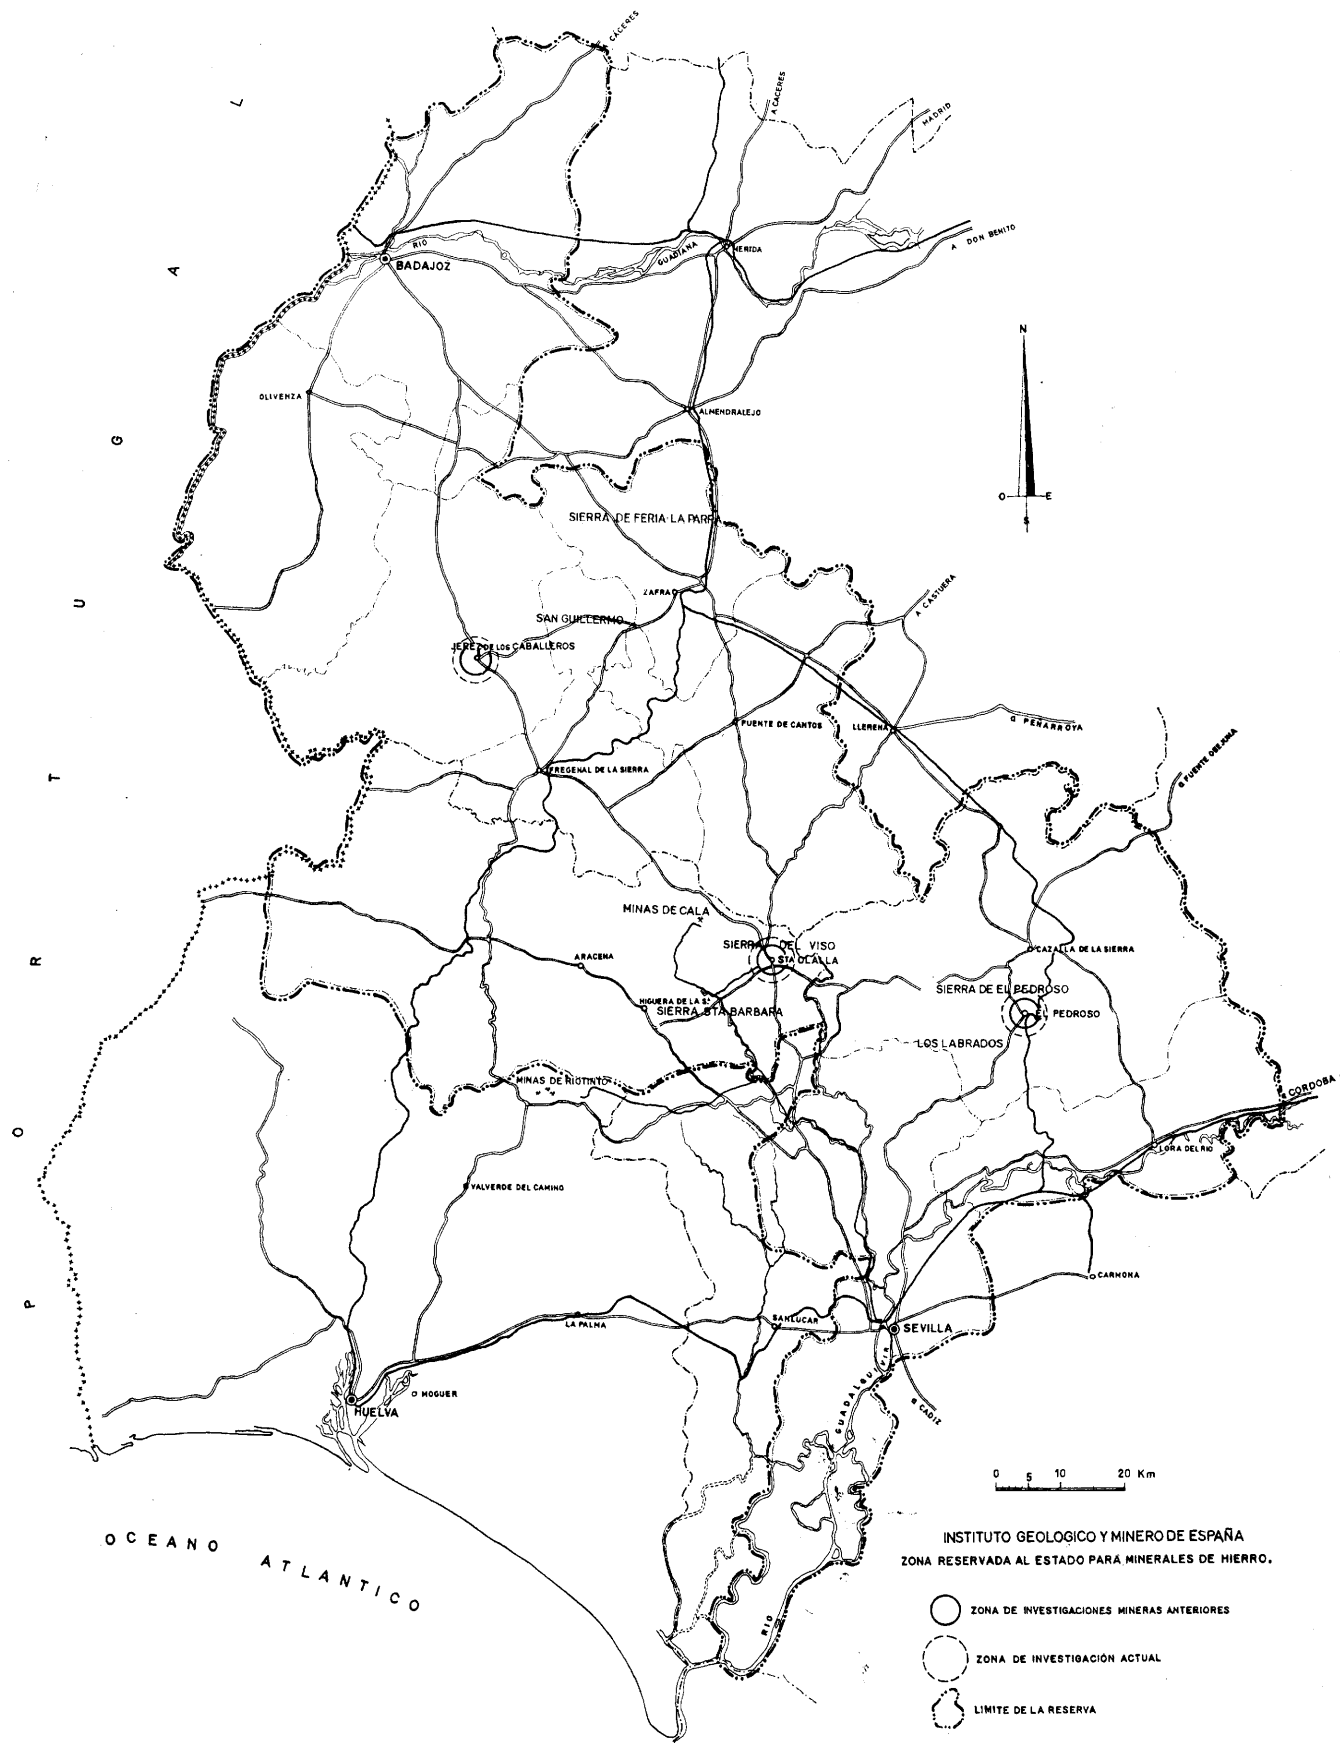 CACERES
A CACERES
MADRID
A DON BENITO
RIO
GUADIANA
MERIDA
BADAJOZ
OLIVENZA
ALMENDRALEJO
N
O E
S
SIERRA DE FERIA-LA PARRA
ZAFRA
A CASTUERA
SAN GUILLERMO
JEREZ DE LOS CABALLEROS
FUENTE DE CANTOS
LLERENA
a PEÑARROYA
a FUENTE OBEJUNA
FREGENAL DE LA SIERRA
MINAS DE CALA
SIERRA DEL VISO
STA OLALLA
CAZALLA DE LA SIERRA
ARACENA
HIGUERA DE LA Sª
SIERRA STA BARBARA
SIERRA DE EL PEDROSO
EL PEDROSO
LOS LABRADOS
MINAS DE RIOTINTO
CORDOBA
LORA DEL RIO
VALVERDE DEL CAMINO
CARMONA
LA PALMA
SANLUCAR
SEVILLA
MOGUER
HUELVA
a CADIZ
RIO GUADALQUIVIR
PORTUGAL
OCEANO ATLANTICO
0 5 10 20 Km
INSTITUTO GEOLOGICO Y MINERO DE ESPAÑA
ZONA RESERVADA AL ESTADO PARA MINERALES DE HIERRO.
ZONA DE INVESTIGACIONES MINERAS ANTERIORES
ZONA DE INVESTIGACIÓN ACTUAL
LIMITE DE LA RESERVA